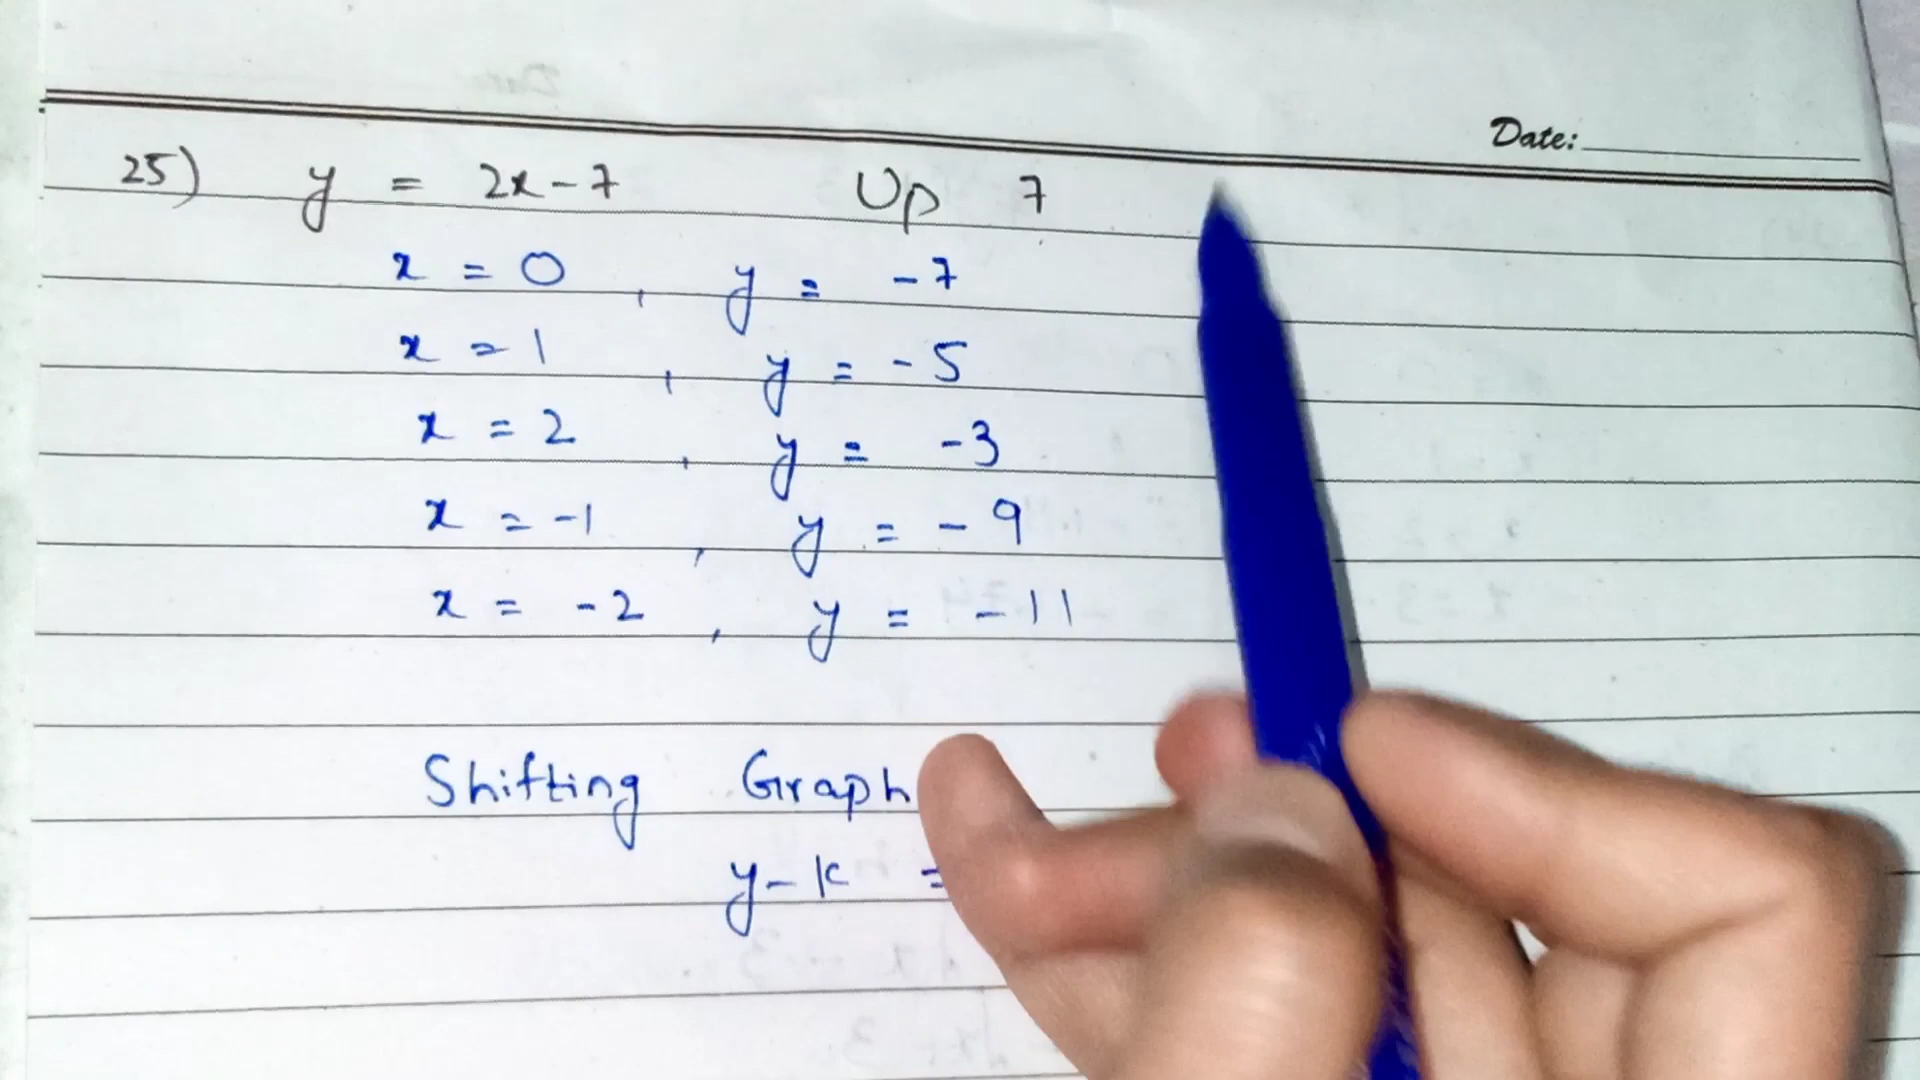 Date:
25) y = 2x - 7 Up 7
x = 0 , y = -7
x = 1 , y = -5
x = 2 , y = -3
x = -1 , y = -9
x = -2 , y = -11
Shifting Graph
y - k =